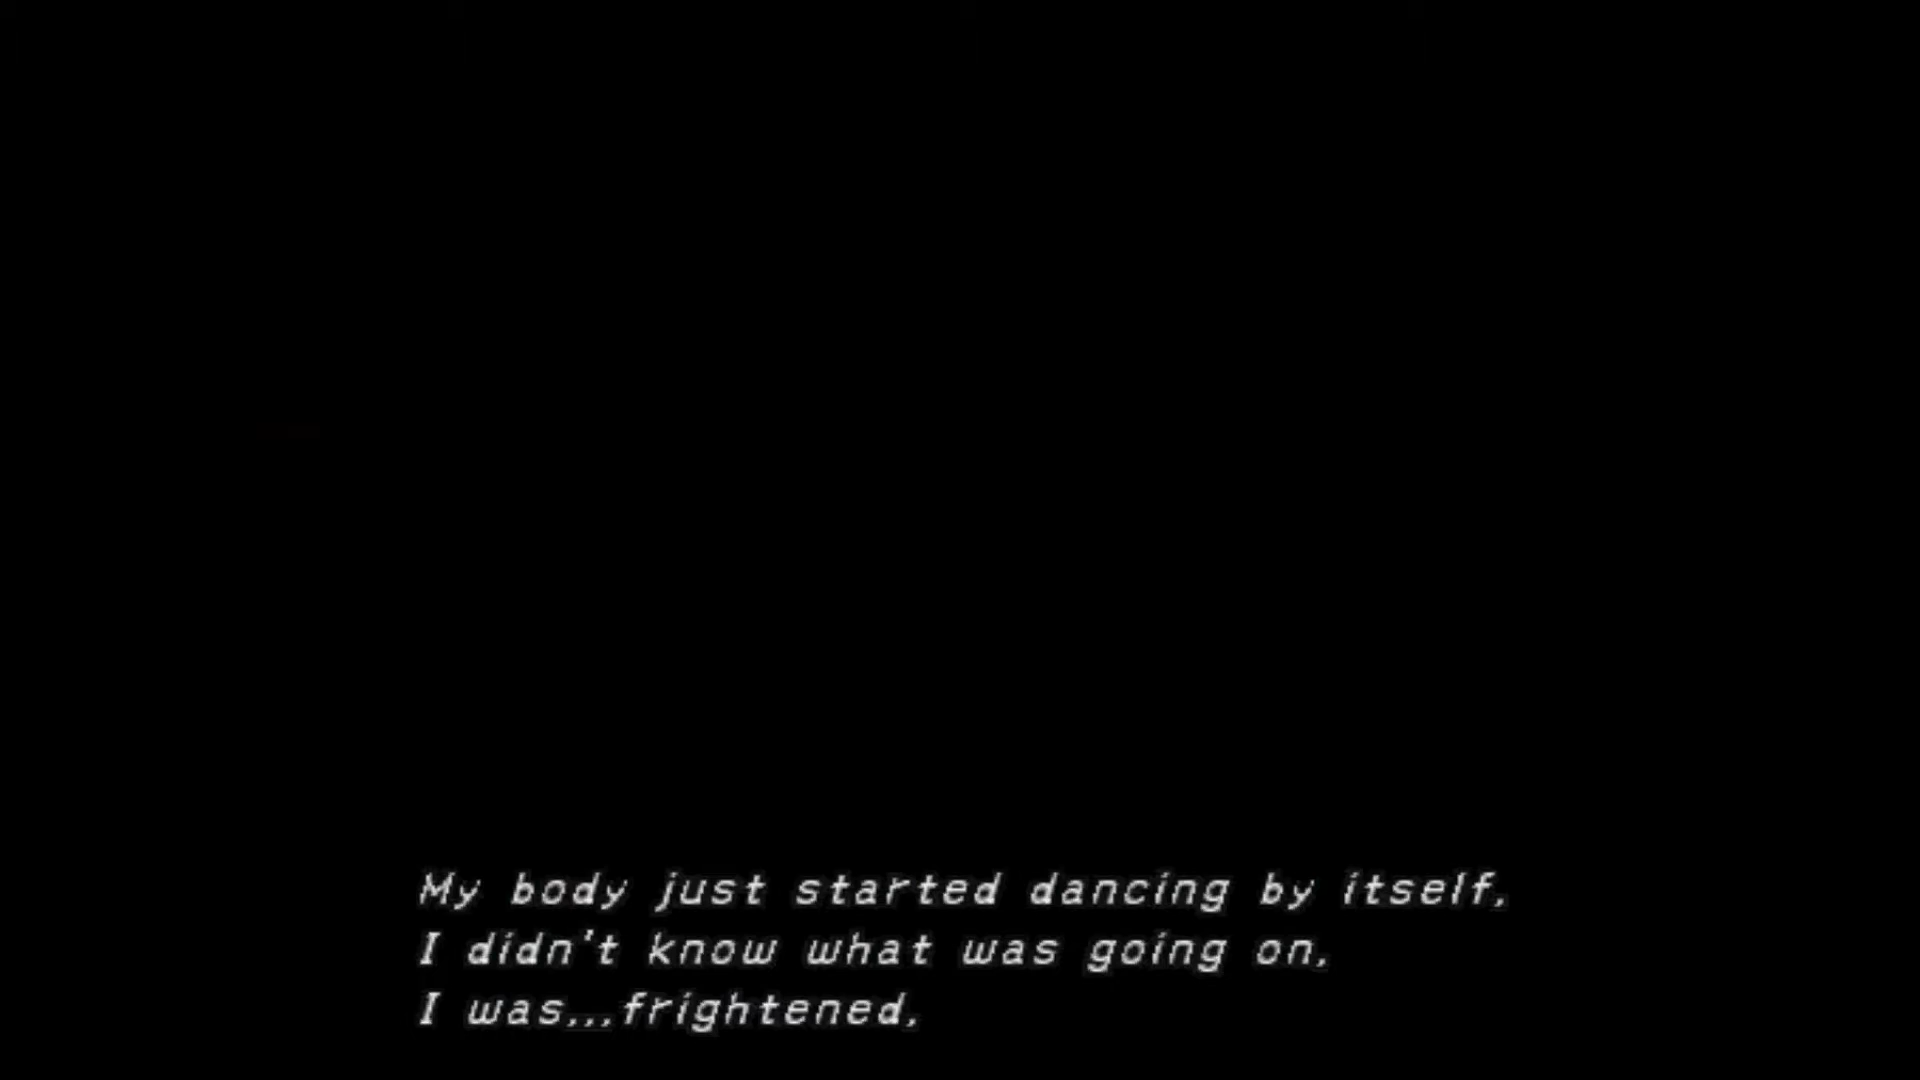 My body just started dancing by itself.
I didn't know what was going on.
I was...frightened.